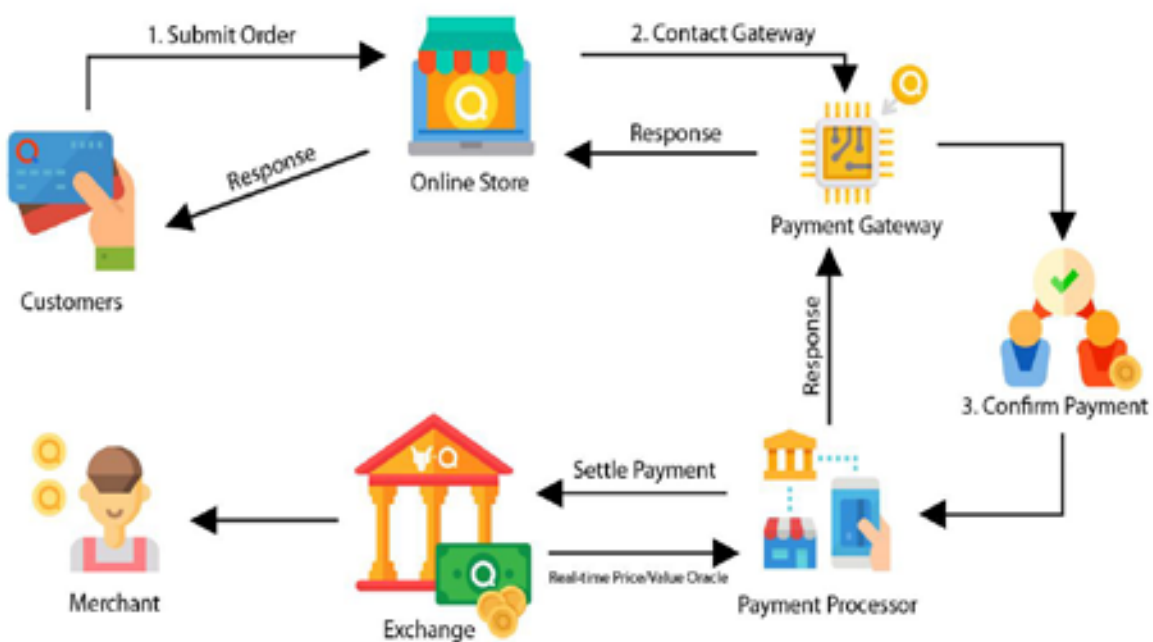 1. Submit Order
2. Contact Gateway
Response
Response
Online Store
Payment Gateway
Customers
Response
3. Confirm Payment
Settle Payment
Real-time Price/Value Oracle
Merchant
Exchange
Payment Processor